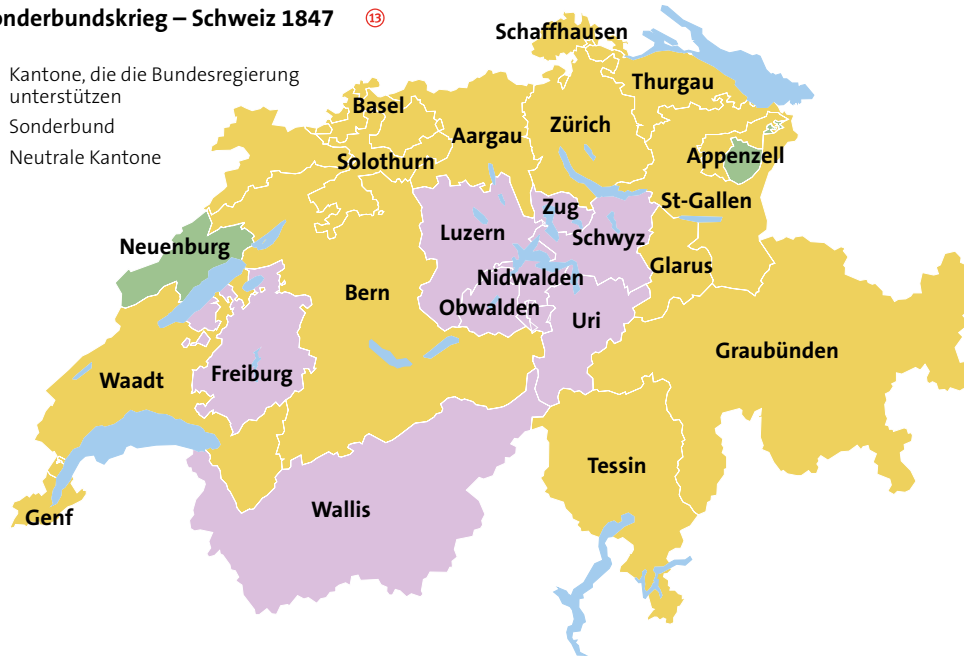 onderbundskrieg – Schweiz 1847 ⑬
Kantone, die die Bundesregierung
unterstützen
Sonderbund
Neutrale Kantone
Schaffhausen
Thurgau
Basel
Aargau
Zürich
Solothurn
Appenzell
St-Gallen
Zug
Luzern
Schwyz
Neuenburg
Glarus
Nidwalden
Bern
Obwalden
Uri
Graubünden
Waadt
Freiburg
Tessin
Wallis
Genf